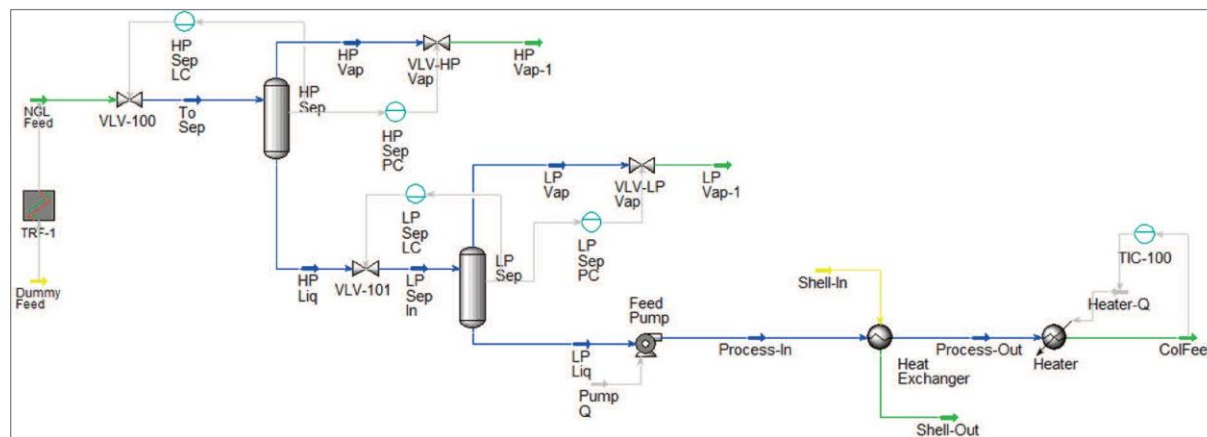 HP
Sep
LC
HP
Vap
VLV-HP
Vap
HP
Vap-1
NGL
Feed
VLV-100
To
Sep
HP
Sep
HP
Sep
PC
TRF-1
Dummy
Feed
LP
Vap
VLV-LP
Vap
LP
Vap-1
LP
Sep
LC
LP
Sep
LP
Sep
PC
HP
Liq
VLV-101
LP
Sep
In
Shell-In
TIC-100
Heater-Q
Feed
Pump
LP
Liq
Process-In
Heat
Exchanger
Process-Out
Heater
ColFee
Pump
Q
Shell-Out